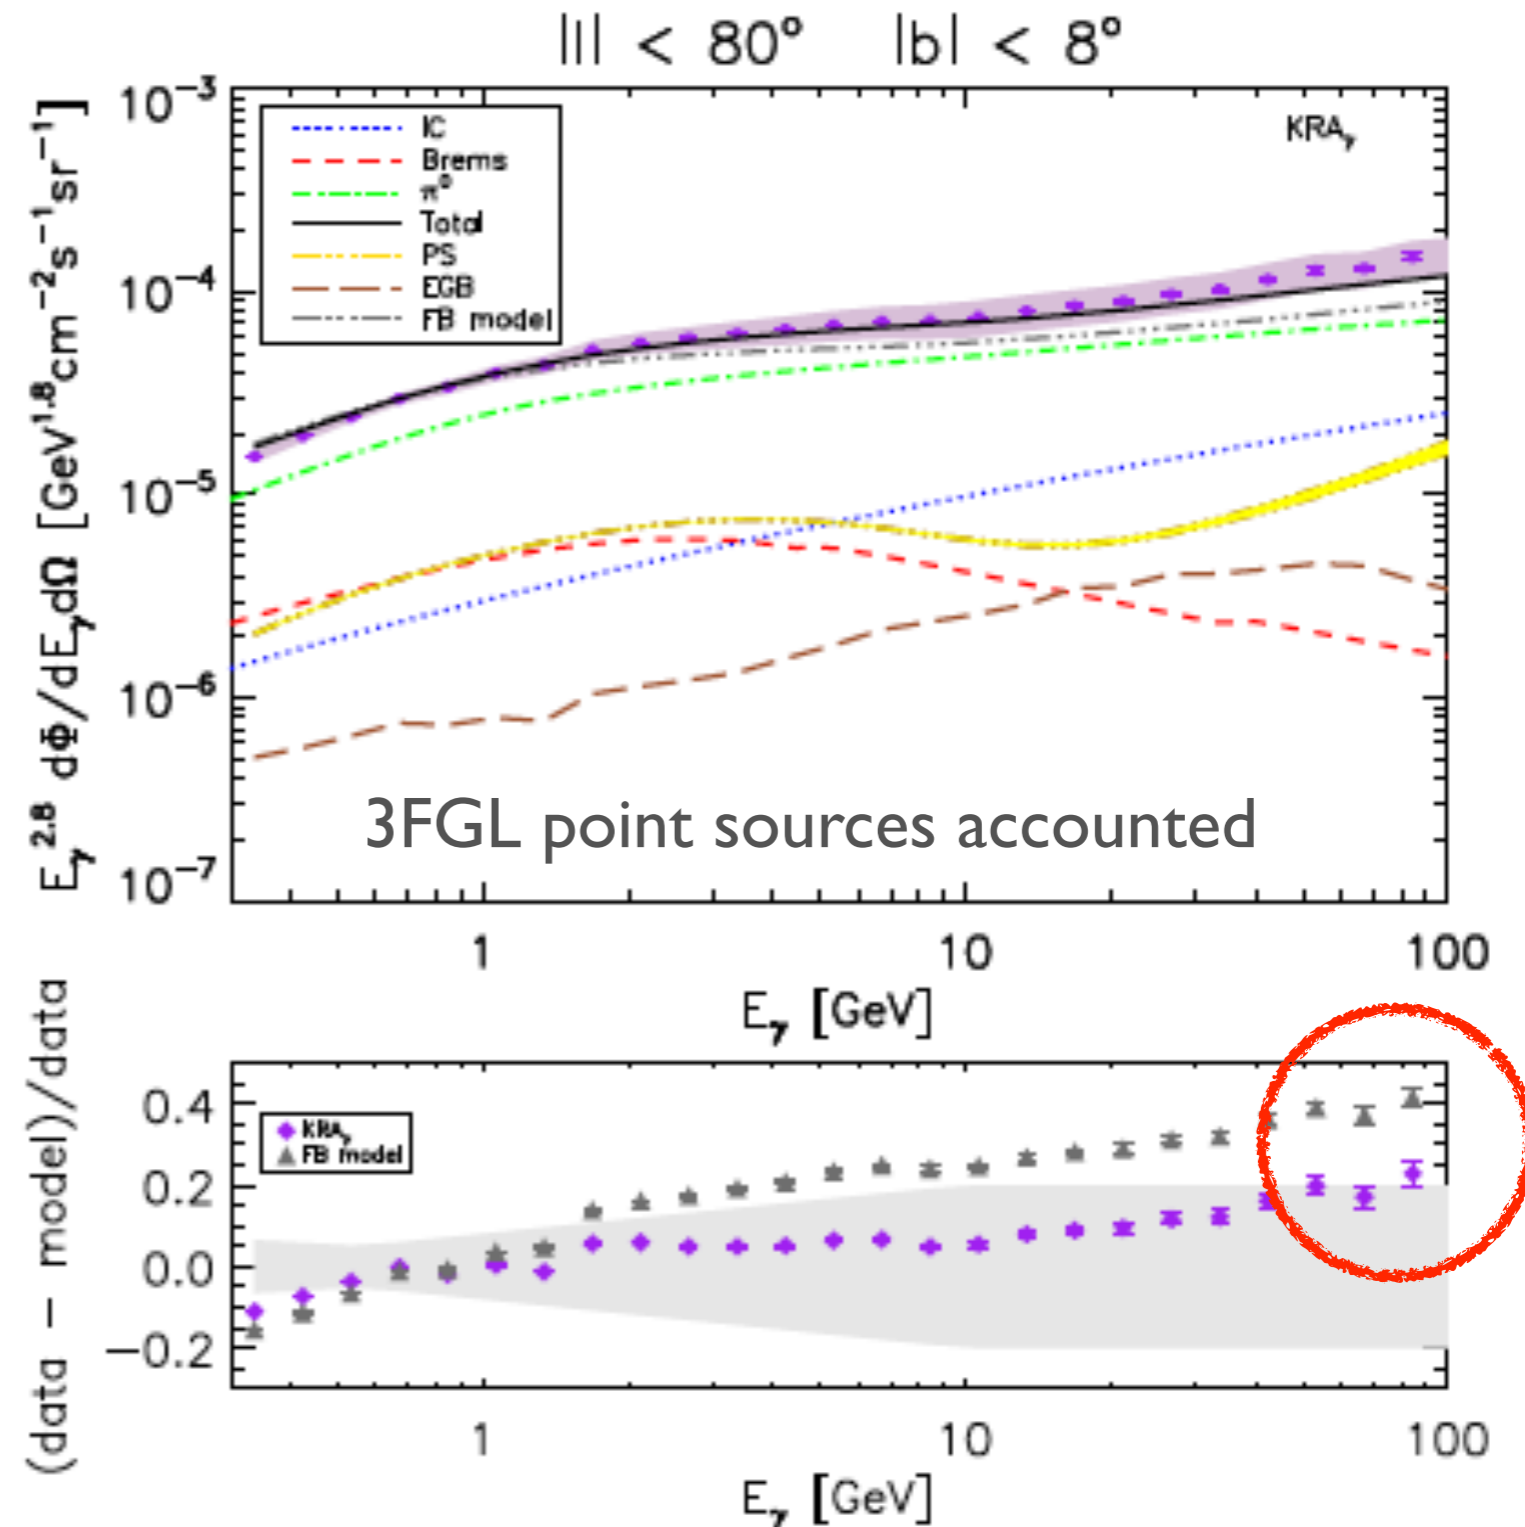 |l| < 80° |b| < 8°
10⁻³
10⁻⁴
10⁻⁵
10⁻⁶
10⁻⁷
E_γ^2.8 dΦ/dE_γdΩ [GeV^1.8cm⁻²s⁻¹sr⁻¹]
IC
Brems
π⁰
Total
PS
EGB
FB model
KRA_γ
3FGL point sources accounted
1 10 100
E_γ [GeV]
(data − model)/data
0.4
0.2
0.0
−0.2
KRA_γ
FB model
1 10 100
E_γ [GeV]